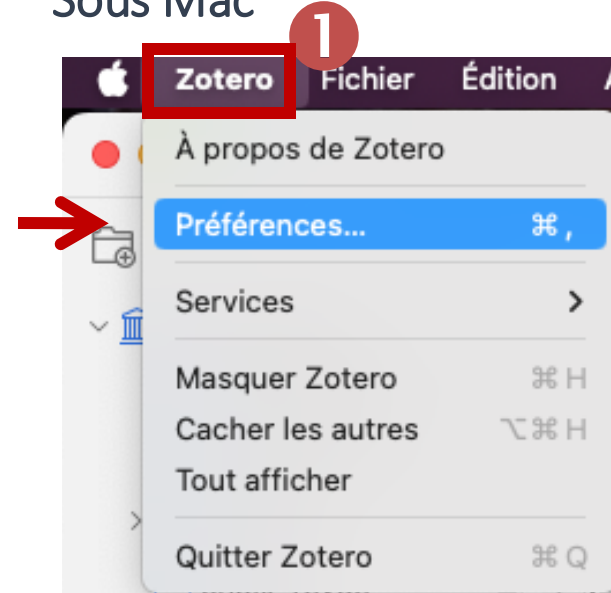 Sous Mac
1
Zotero Fichier Édition
À propos de Zotero
Préférences... ⌘ ,
Services >
Masquer Zotero ⌘ H
Cacher les autres ⌥⌘ H
Tout afficher
Quitter Zotero ⌘ Q